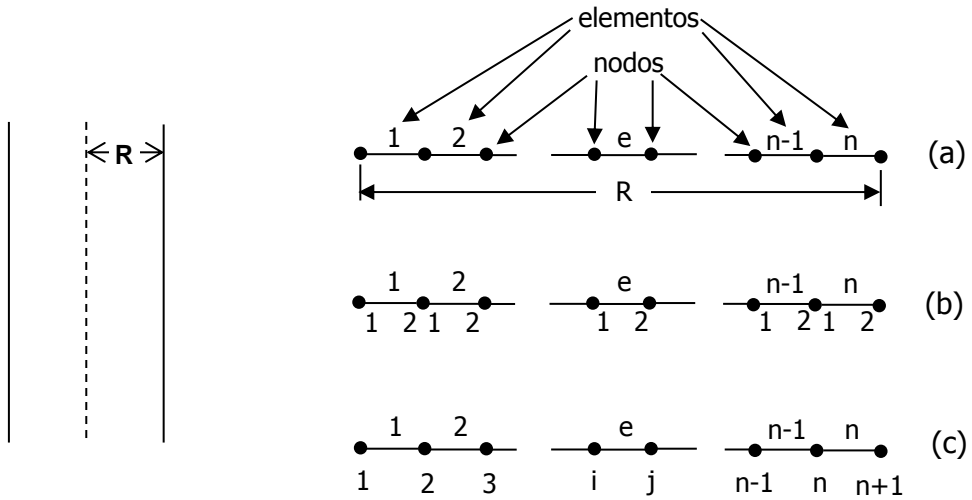 elementos
nodos
R
1 2 e n-1 n (a)
R
1 2 e n-1 n (b)
1 2 1 2 1 2 1 2 1 2
1 2 e n-1 n (c)
1 2 3 i j n-1 n n+1